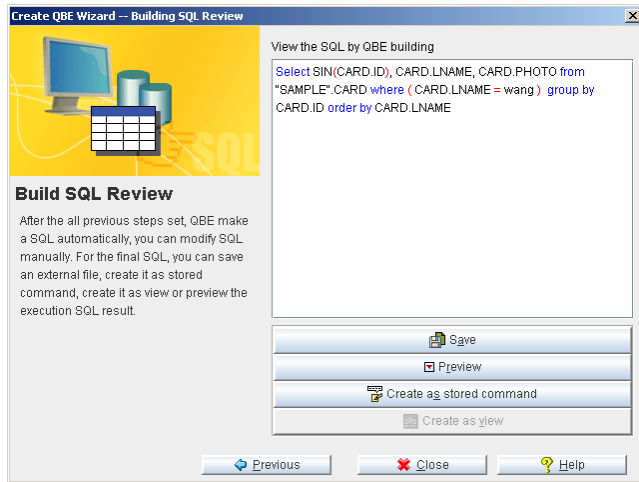 Create QBE Wizard -- Building SQL Review
SQL
Build SQL Review
After the all previous steps set, QBE make
a SQL automatically, you can modify SQL
manually. For the final SQL, you can save
an external file, create it as stored
command, create it as view or preview the
execution SQL result.
View the SQL by QBE building
Select SIN(CARD.ID), CARD.LNAME, CARD.PHOTO from
"SAMPLE".CARD where ( CARD.LNAME = wang ) group by
CARD.ID order by CARD.LNAME
Save
Preview
Create as stored command
Create as view
Previous
Close
Help